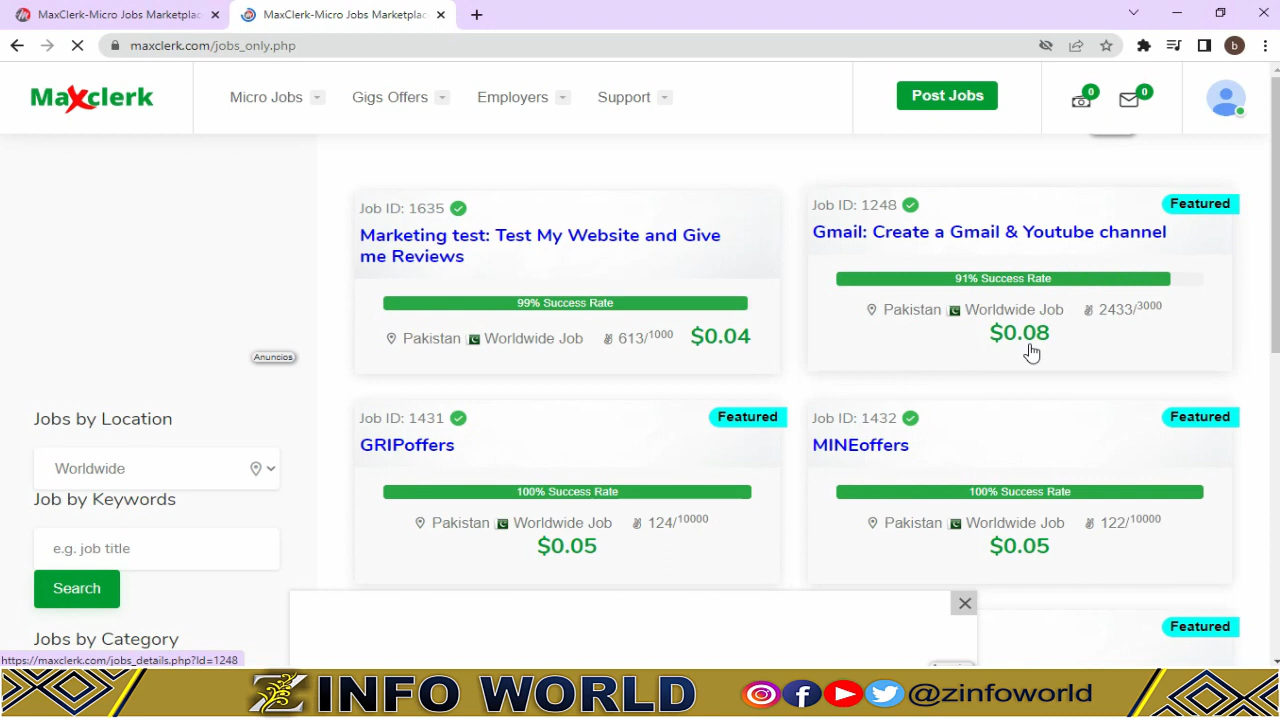 MaxClerk-Micro Jobs Marketplac
MaxClerk-Micro Jobs Marketplac
maxclerk.com/jobs_only.php
b
Maxclerk
Micro Jobs
Gigs Offers
Employers
Support
Post Jobs
0
0
Job ID: 1635
Marketing test: Test My Website and Give
me Reviews
99% Success Rate
Pakistan Worldwide Job 613/1000 $0.04
Job ID: 1248
Featured
Gmail: Create a Gmail & Youtube channel
91% Success Rate
Pakistan Worldwide Job 2433/3000
$0.08
Anuncios
Jobs by Location
Worldwide
Job by Keywords
e.g. job title
Search
Jobs by Category
Job ID: 1431
Featured
GRIPoffers
100% Success Rate
Pakistan Worldwide Job 124/10000
$0.05
Job ID: 1432
Featured
MINEoffers
100% Success Rate
Pakistan Worldwide Job 122/10000
$0.05
Featured
https://maxclerk.com/jobs_details.php?Id=1248
Z INFO WORLD
@zinfoworld